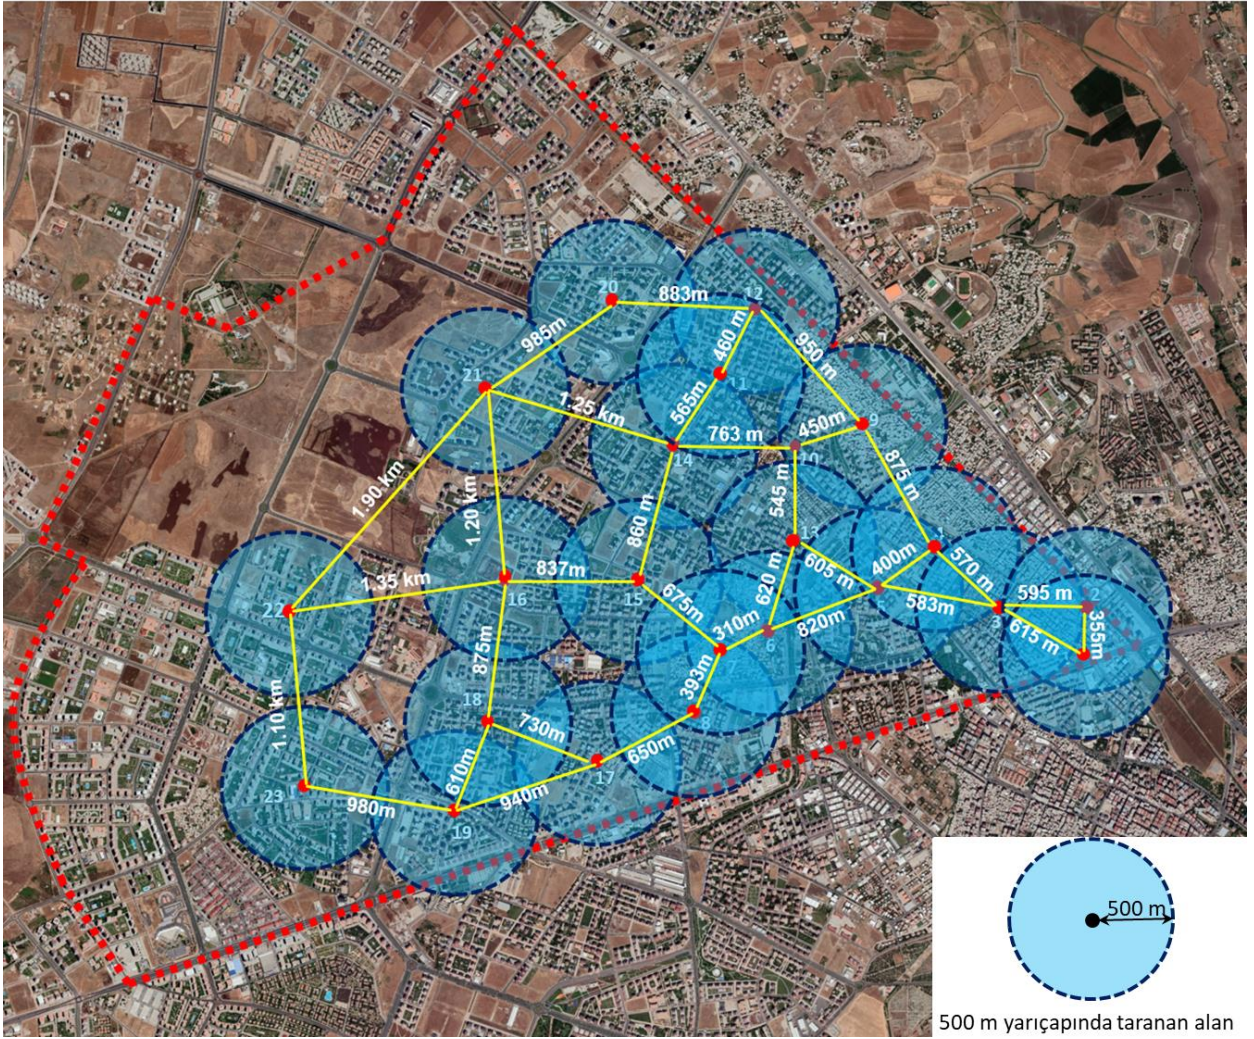 20
883m
12
985m
460 m
950 m
21
11
1.25 km
565m
763 m
450m
9
14
10
875 m
1.90 km
1.20 km
860 m
545 m
13
1
400m
570 m
837m
605 m
1.35 km
583m
595 m
2
16
15
675m
620 m
3
615 m
355m
22
310m
6
820m
7
875m
393m
18
8
730m
650m
1.10 km
610m
17
940m
23
980m
19
500 m
500 m yarıçapında taranan alan